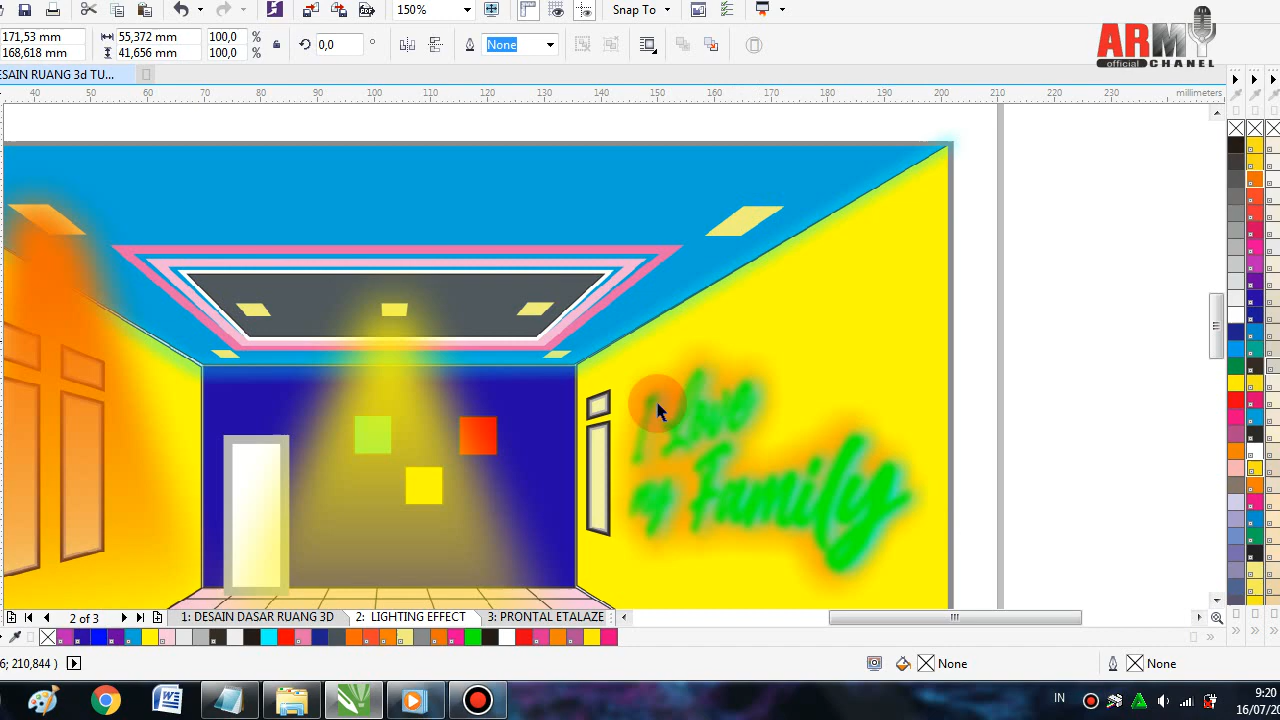 150%
Snap To
171,53 mm
168,618 mm
55,372 mm
41,656 mm
100,0
100,0
%
%
0,0
°
None
ARM
official CHANEL
ESAIN RUANG 3d TU...
40 50 60 70 80 90 100 110 120 130 140 150 160 170 180 190 200 210 220 230 millimeters
I love
my Family
2 of 3
1: DESAIN DASAR RUANG 3D
2: LIGHTING EFFECT
3: PRONTAL ETALAZE
6; 210,844 )
None
None
IN
9:20
16/07/20